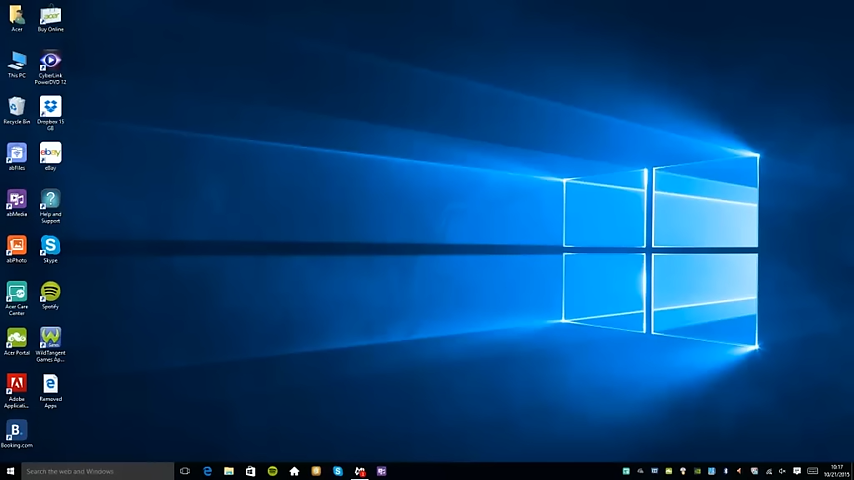 Acer
Buy Online
This PC
CyberLink
PowerDVD 12
Recycle Bin
Dropbox 15
GB
abFiles
ebay
eBay
abMedia
Help and
Support
abPhoto
Skype
Acer Care
Center
Spotify
Acer Portal
WildTangent
Games Ap...
Adobe
Applicati...
Removed
Apps
B.
Booking.com
Search the web and Windows
10:17
10/21/2015